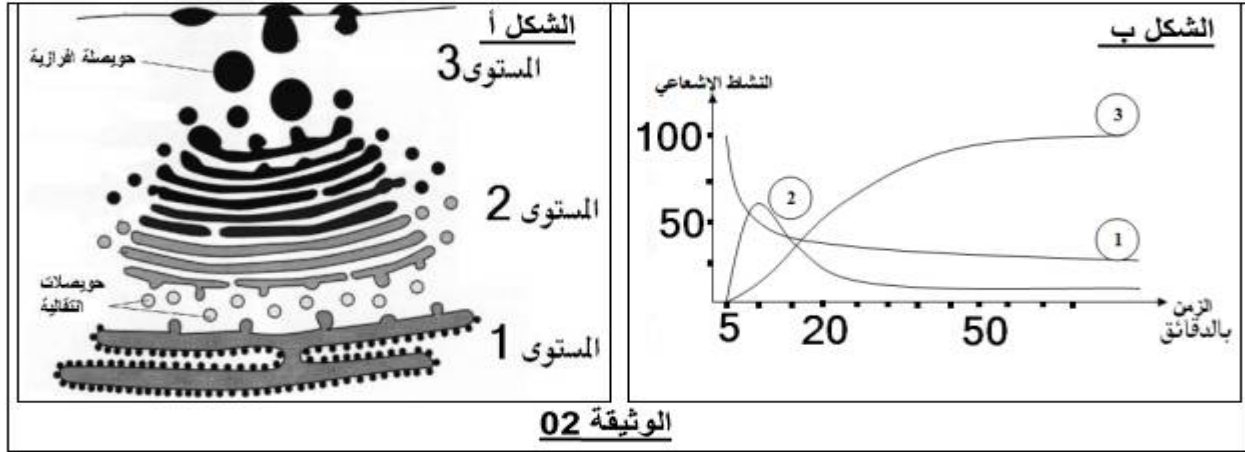 الشكل أ
حويصلة افرازية
المستوى3
المستوى 2
حويصلات
انتقالية
المستوى 1
الشكل ب
النشاط الاشعاعي
100
50
3
2
1
5 20 50
الزمن
بالدقائق
الوثيقة 02